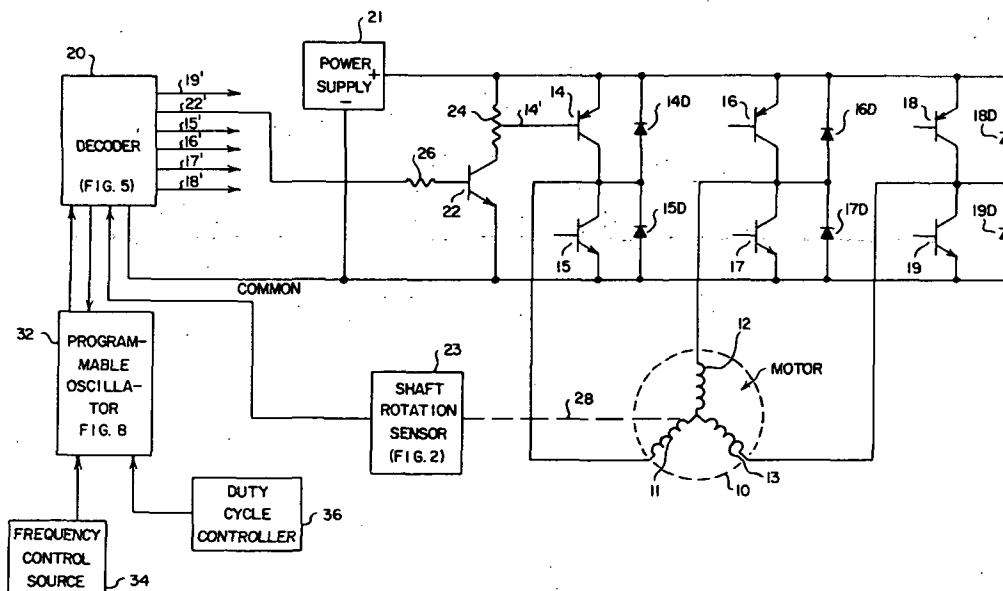 21
20
POWER
SUPPLY
+
-
19'
22'
15'
16'
17'
18'
DECODER
(FIG. 5)
24
14'
14
14D
16
16D
18
18D
26
22
15
15D
17
17D
19
19D
COMMON
32
PROGRAM-
MABLE
OSCILLA-
TOR
FIG. 8
23
SHAFT
ROTATION
SENSOR
(FIG. 2)
28
12
MOTOR
11
10
13
DUTY
CYCLE
CONTROLLER
36
FREQUENCY
CONTROL
SOURCE
34